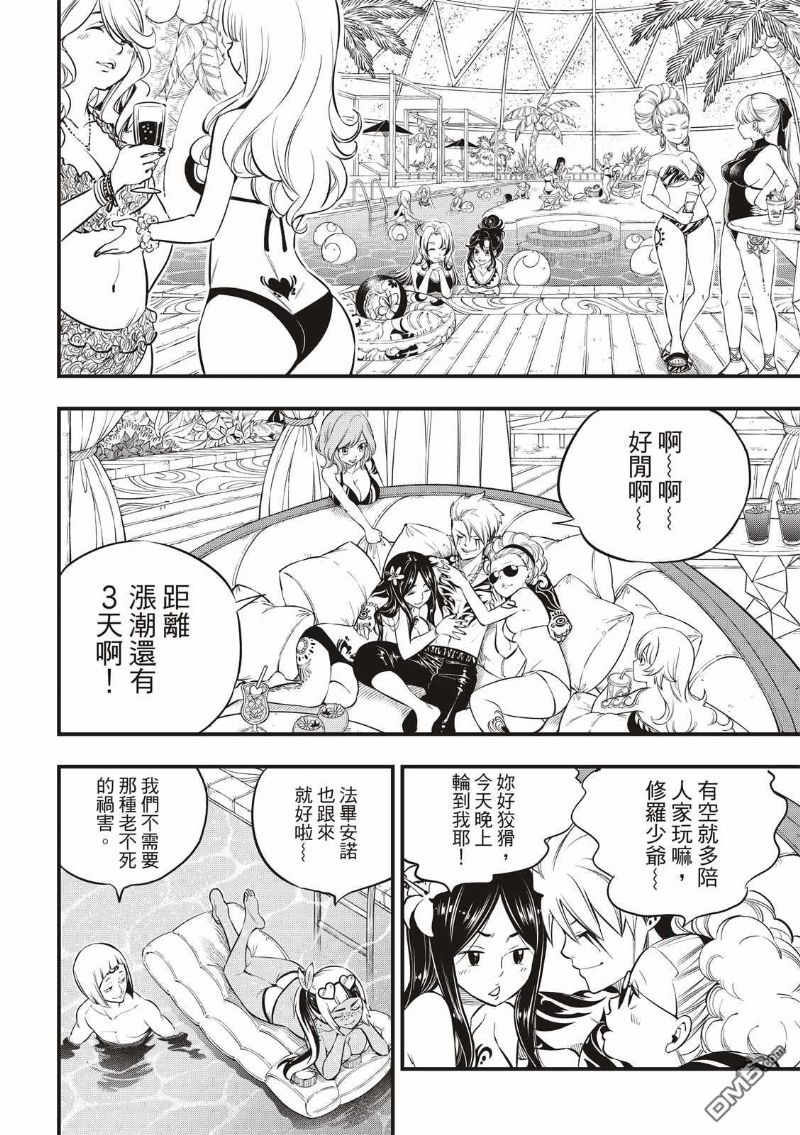 啊～啊～
好閒啊～
距離
漲潮還有
3天啊！
有空就多陪
人家玩嘛，
修羅少爺～
妳好狡猾，
今天晚上
輪到我耶！
法畢安諾
也跟來
就好啦～
我們不需要
那種老不死
的禍害。
DM5.com